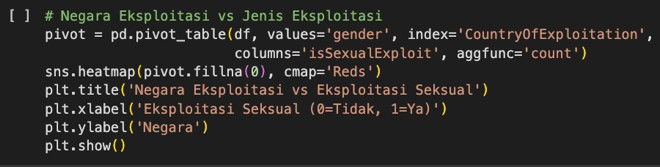 [ ] # Negara Eksploitasi vs Jenis Eksploitasi
pivot = pd.pivot_table(df, values='gender', index='CountryOfExploitation',
columns='isSexualExploit', aggfunc='count')
sns.heatmap(pivot.fillna(0), cmap='Reds')
plt.title('Negara Eksploitasi vs Eksploitasi Seksual')
plt.xlabel('Eksploitasi Seksual (0=Tidak, 1=Ya)')
plt.ylabel('Negara')
plt.show()